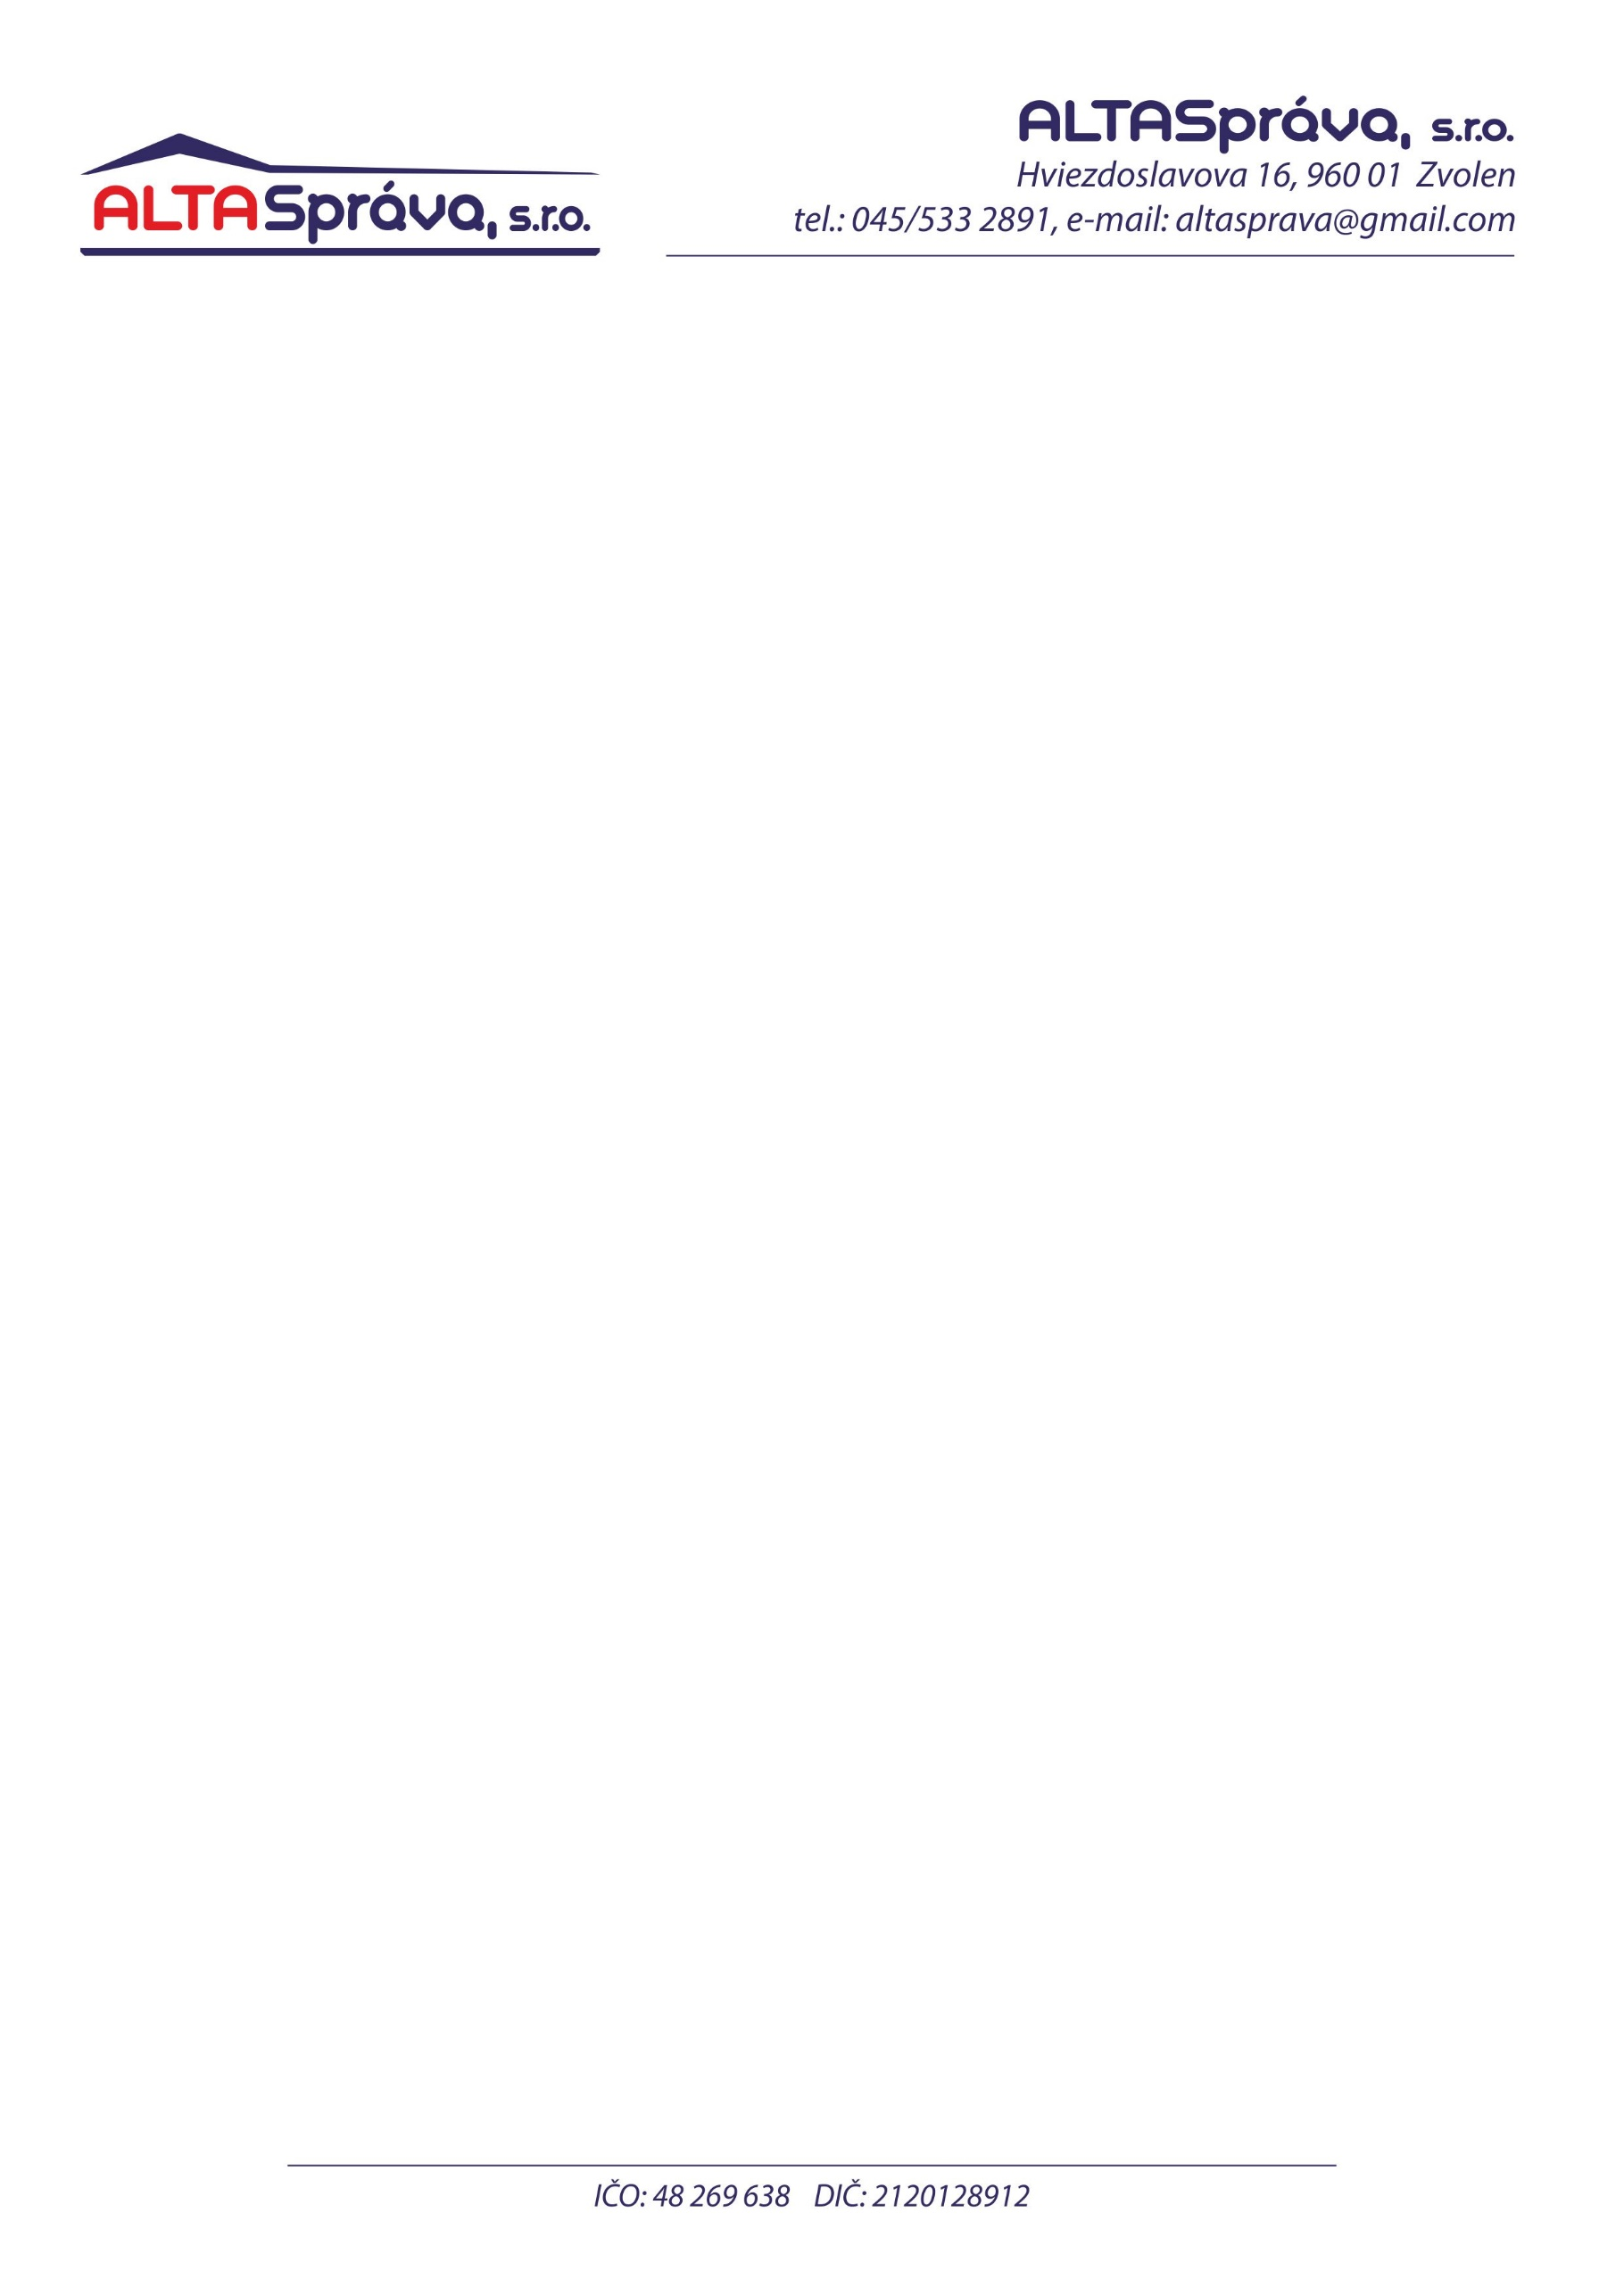 ALTASpráva, s.r.o.
ALTASpráva, s.r.o.
Hviezdoslavova 16, 960 01 Zvolen
tel.: 045/533 2891, e-mail: altasprava@gmail.com
IČO: 48 269 638 DIČ: 2120128912